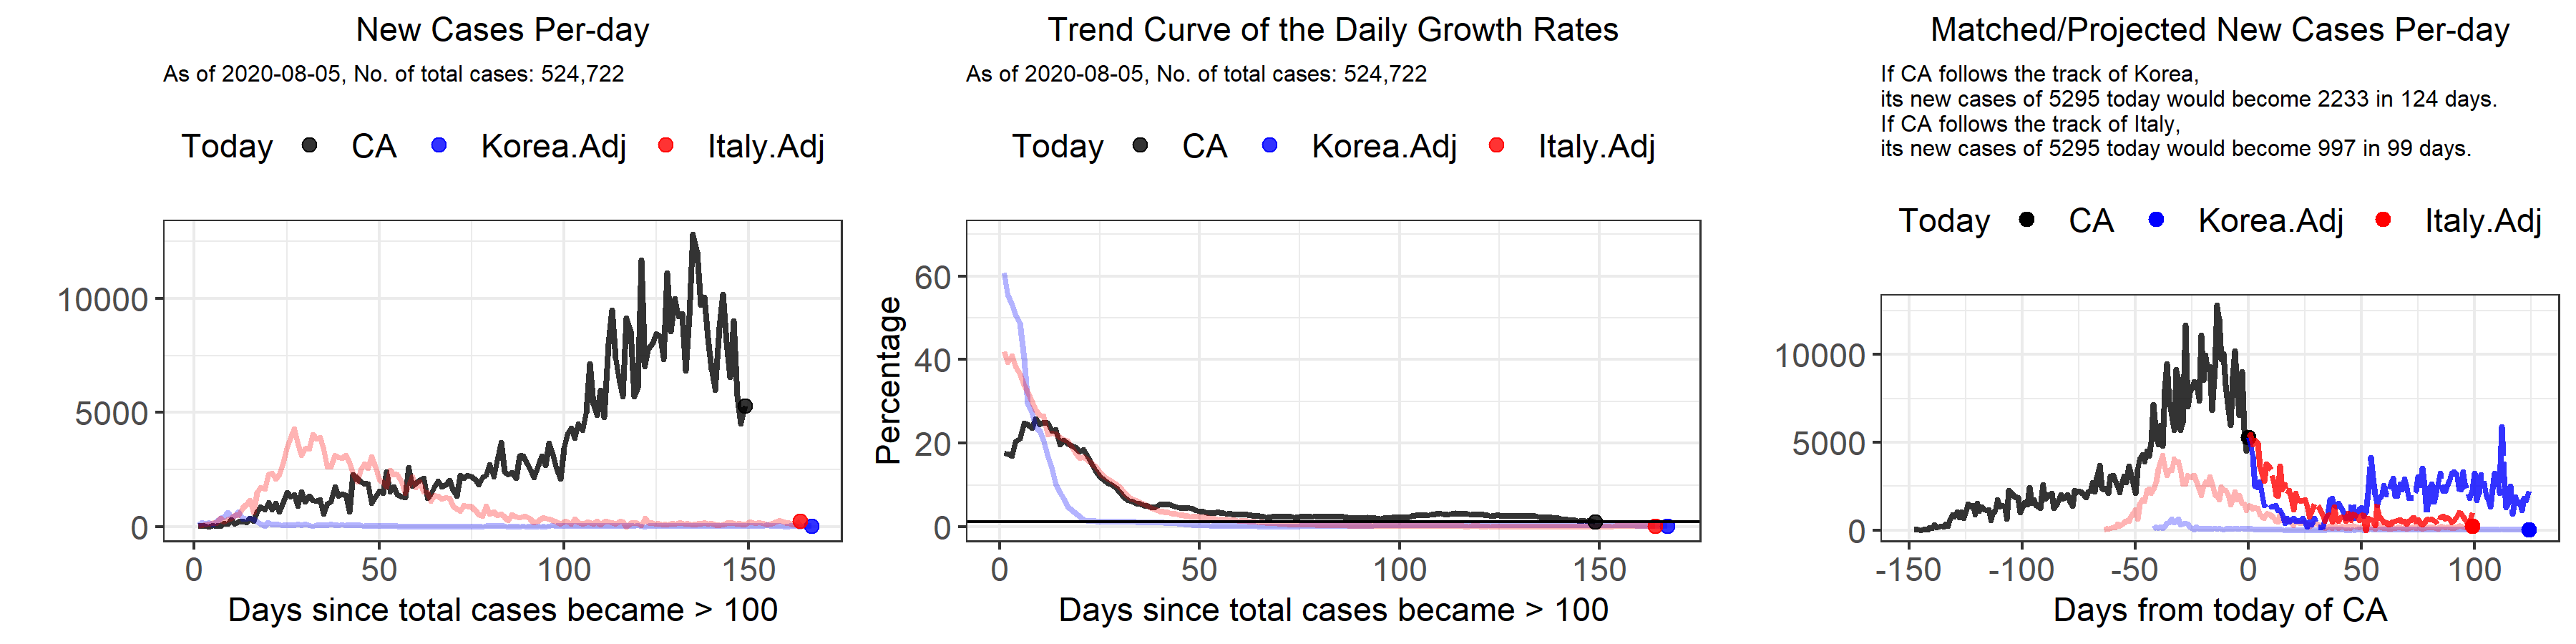 New Cases Per-day
As of 2020-08-05, No. of total cases: 524,722
Today CA Korea.Adj Italy.Adj
10000
5000
0
0 50 100 150
Days since total cases became > 100
Trend Curve of the Daily Growth Rates
As of 2020-08-05, No. of total cases: 524,722
Today CA Korea.Adj Italy.Adj
Percentage
60
40
20
0
0 50 100 150
Days since total cases became > 100
Matched/Projected New Cases Per-day
If CA follows the track of Korea,
its new cases of 5295 today would become 2233 in 124 days.
If CA follows the track of Italy,
its new cases of 5295 today would become 997 in 99 days.
Today CA Korea.Adj Italy.Adj
10000
5000
0
-150 -100 -50 0 50 100
Days from today of CA